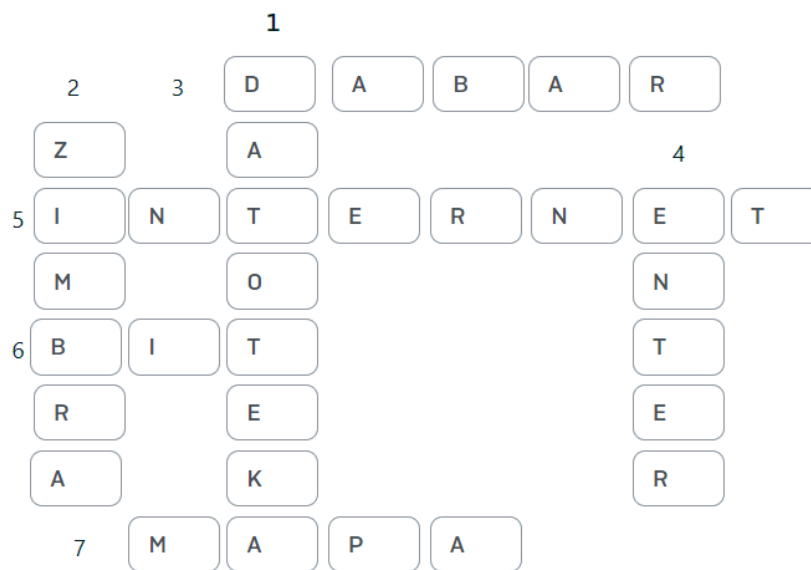 1
2 3 D A B A R
Z A 4
5 I N T E R N E T
M O N
6 B I T T
R E E
A K R
7 M A P A